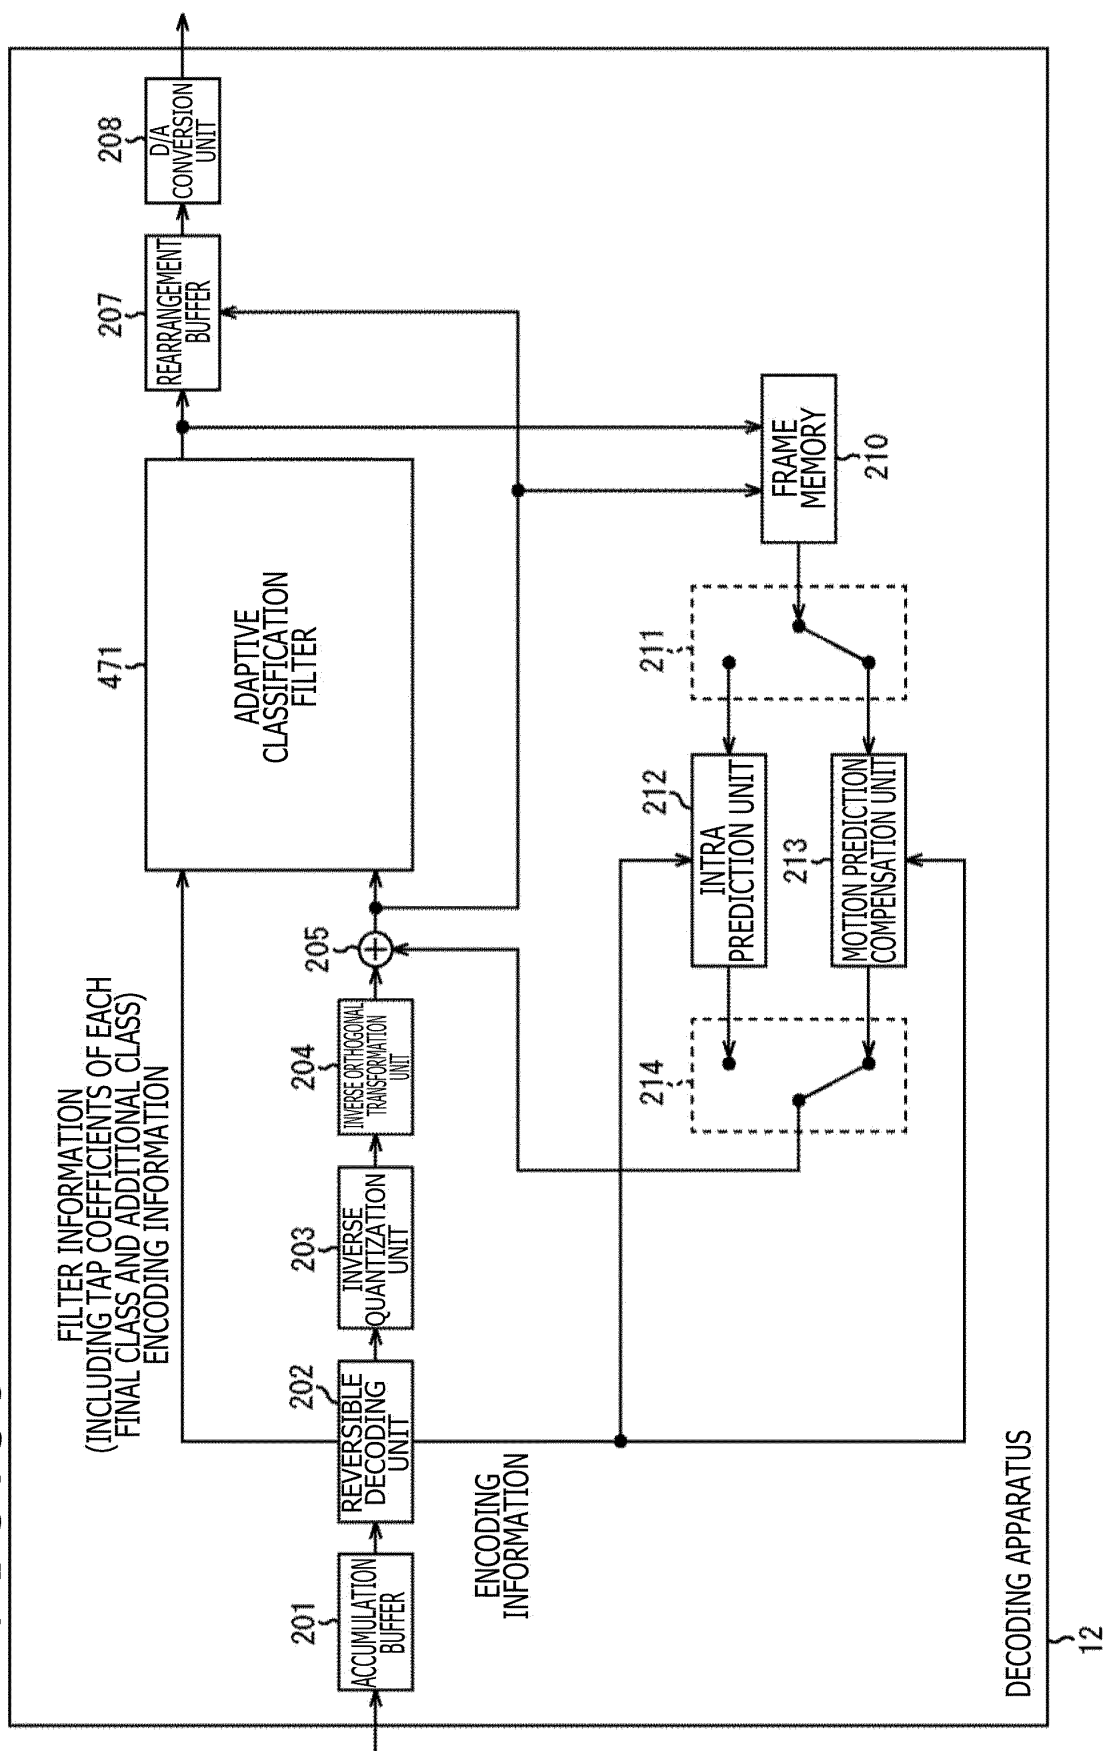 FILTER INFORMATION
(INCLUDING TAP COEFFICIENTS OF EACH
FINAL CLASS AND ADDITIONAL CLASS)
ENCODING INFORMATION
471
ADAPTIVE
CLASSIFICATION
FILTER
207
REARRANGEMENT
BUFFER
208
D/A
CONVERSION
UNIT
201
ACCUMULATION
BUFFER
202
REVERSIBLE
DECODING
UNIT
203
INVERSE
QUANTIZATION
UNIT
204
INVERSE ORTHOGONAL
TRANSFORMATION
UNIT
205
+
ENCODING
INFORMATION
214
212
INTRA
PREDICTION UNIT
213
MOTION PREDICTION
COMPENSATION UNIT
211
FRAME
MEMORY
210
DECODING APPARATUS
12